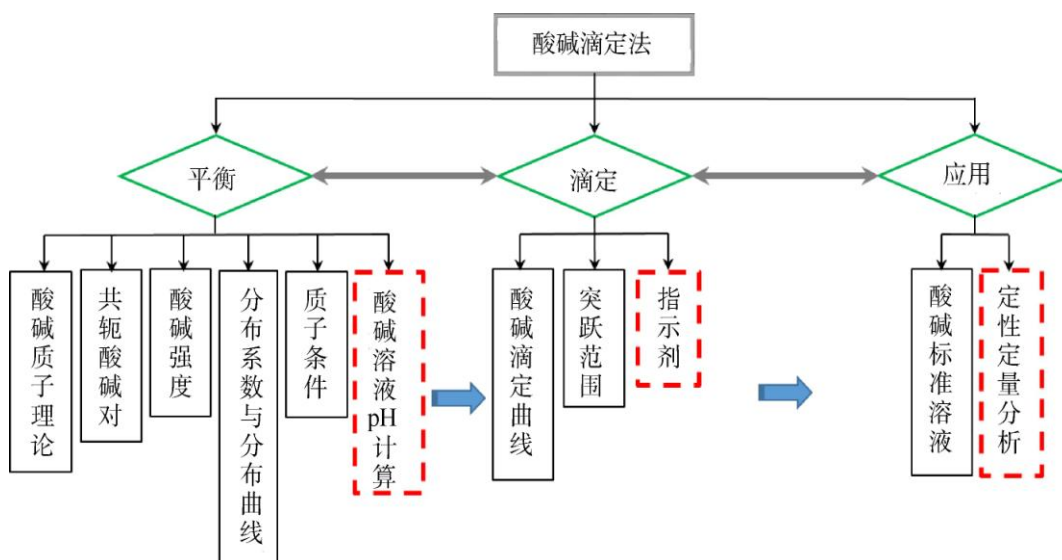 酸碱滴定法
平衡
滴定
应用
酸碱质子理论
共轭酸碱对
酸碱强度
分布系数与分布曲线
质子条件
酸碱溶液pH计算
酸碱滴定曲线
突跃范围
指示剂
酸碱标准溶液
定性定量分析